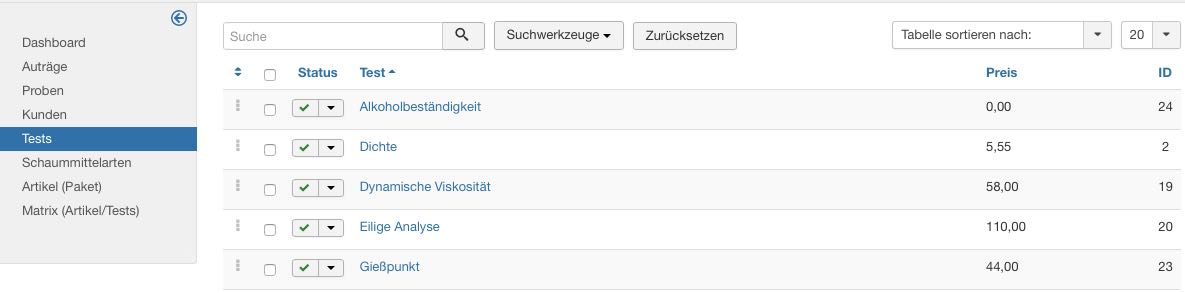 Dashboard
Auträge
Proben
Kunden
Tests
Schaummittelarten
Artikel (Paket)
Matrix (Artikel/Tests)
Suche Suchwerkzeuge Zurücksetzen Tabelle sortieren nach: 20
Status Test Preis ID
Alkoholbeständigkeit 0,00 24
Dichte 5,55 2
Dynamische Viskosität 58,00 19
Eilige Analyse 110,00 20
Gießpunkt 44,00 23